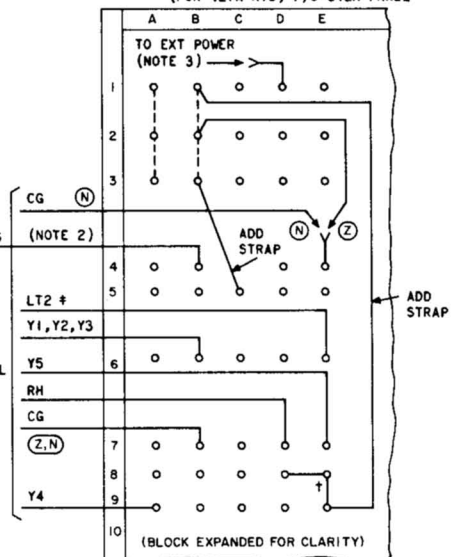 A B C D E
TO EXT POWER
(NOTE 3)
1
2
3
CG (N)
(N) (Z)
(NOTE 2)
ADD
STRAP
4
5
ADD
STRAP
LT2 ‡
Y1,Y2,Y3
6
Y5
RH
CG
(Z,N)
7
8
†
Y4
9
10
(BLOCK EXPANDED FOR CLARITY)